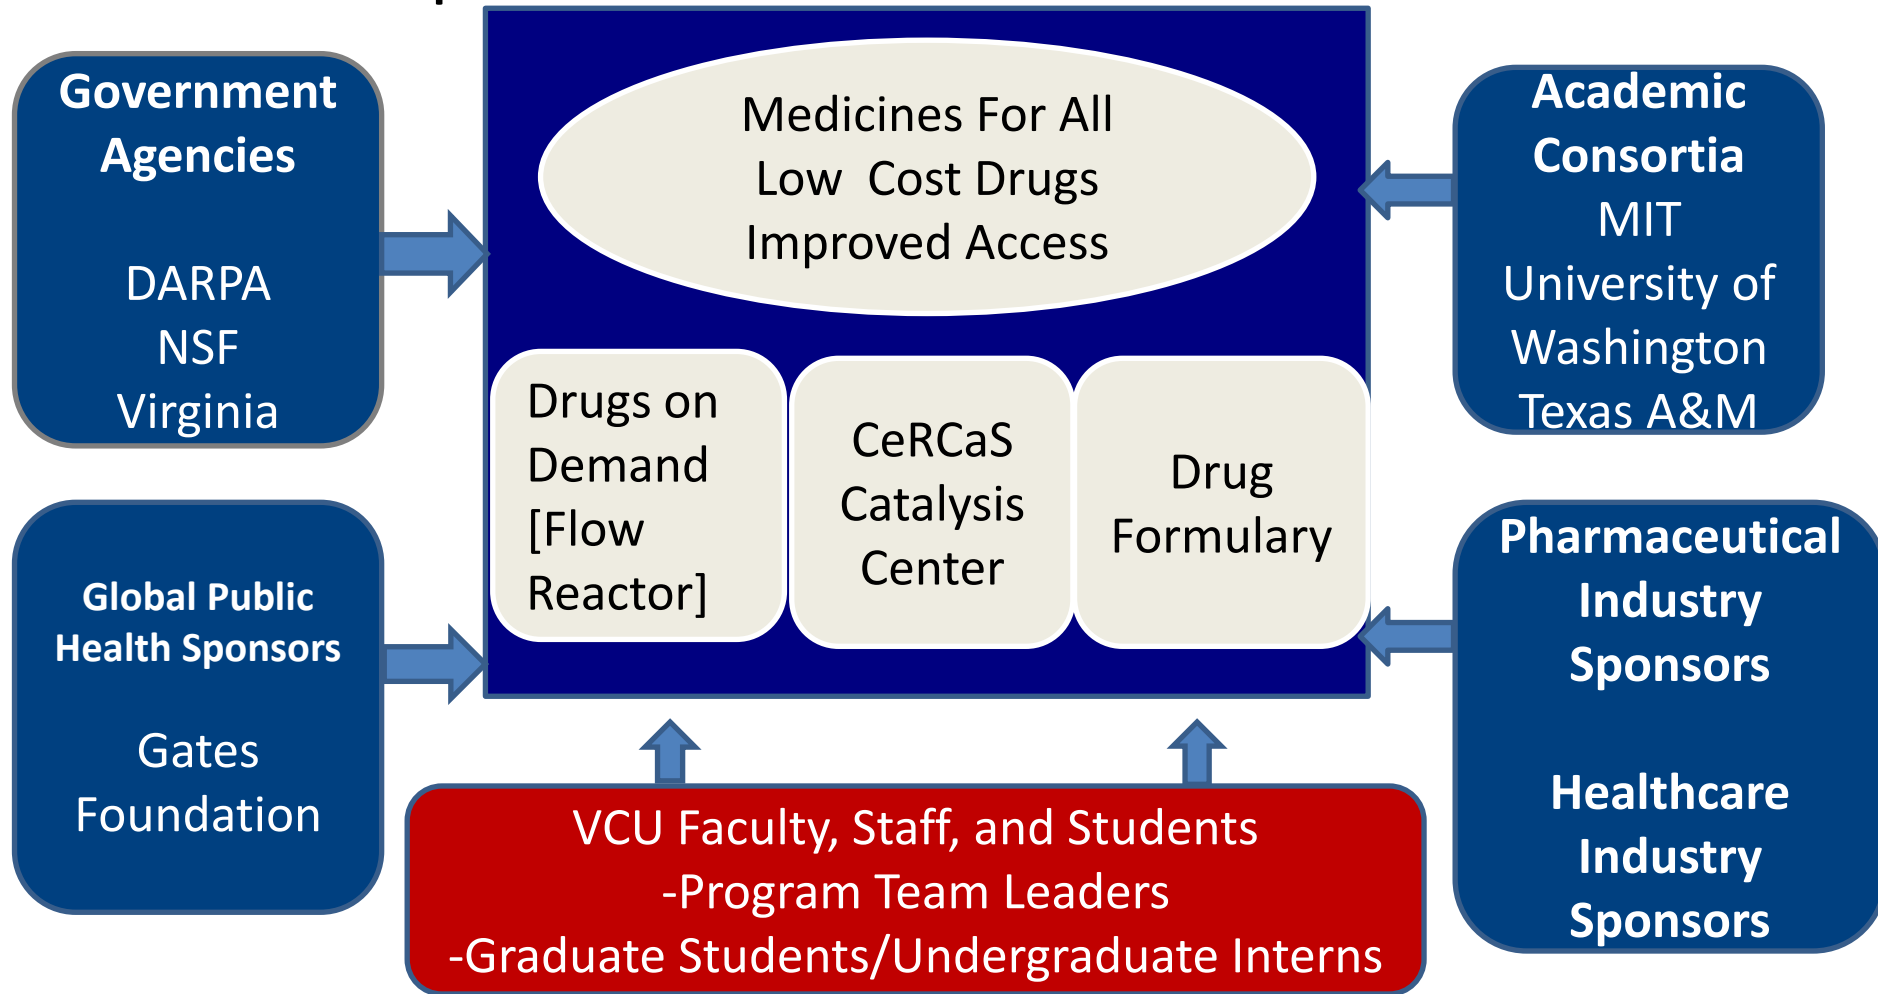 Government
Agencies
DARPA
NSF
Virginia
Medicines For All
Low  Cost Drugs
Improved Access
Academic
Consortia
MIT
University of
Washington
Texas A&M
Drugs on
Demand
[Flow
Reactor]
CeRCaS
Catalysis
Center
Drug
Formulary
Global Public
Health Sponsors
Gates
Foundation
Pharmaceutical
Industry
Sponsors
Healthcare
Industry
Sponsors
VCU Faculty, Staff, and Students
-Program Team Leaders
-Graduate Students/Undergraduate Interns